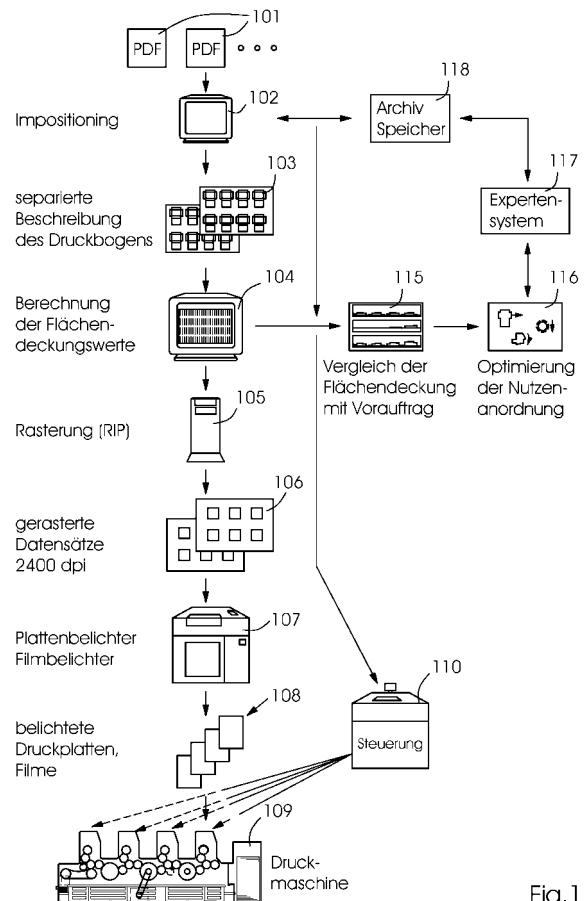 101
PDF
PDF
102
Impositioning
118
Archiv
Speicher
103
separierte
Beschreibung
des Druckbogens
117
Experten-
system
104
Berechnung
der Flächen-
deckungswerte
115
116
Vergleich der
Flächendeckung
mit Vorauftrag
Optimierung
der Nutzen-
anordnung
105
Rasterung (RIP)
106
gerasterte
Datensätze
2400 dpi
107
Plattenbelichter
Filmbelichter
108
belichtete
Druckplatten,
Filme
110
Steuerung
109
Druck-
maschine
Fig.1